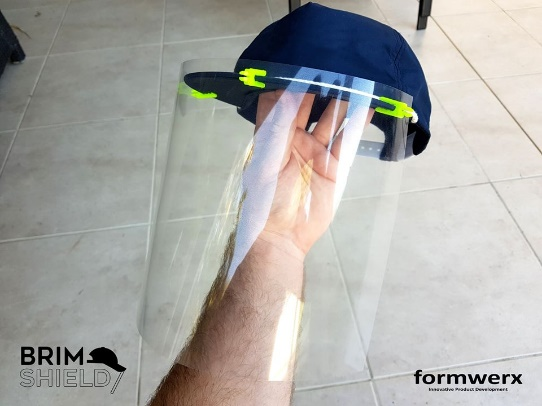 BRIM
SHIELD
formwerx
Innovative Product Development